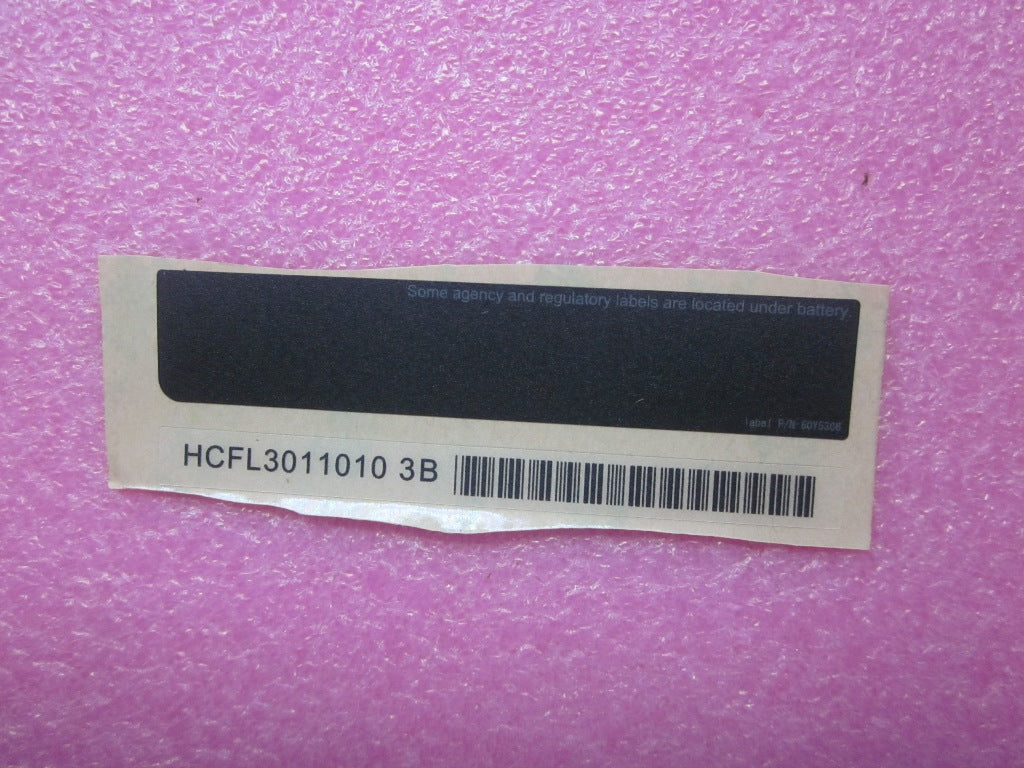 Some agency and regulatory labels are located under battery.
label P/N 60Y5306
HCFL3011010 3B